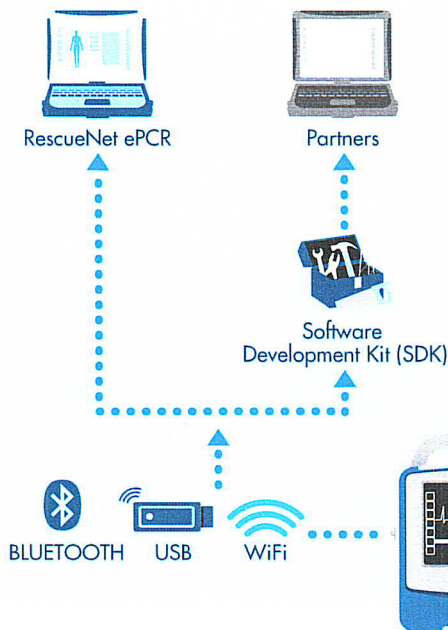 RescueNet ePCR
Partners
Software
Development Kit (SDK)
BLUETOOTH
USB
WiFi